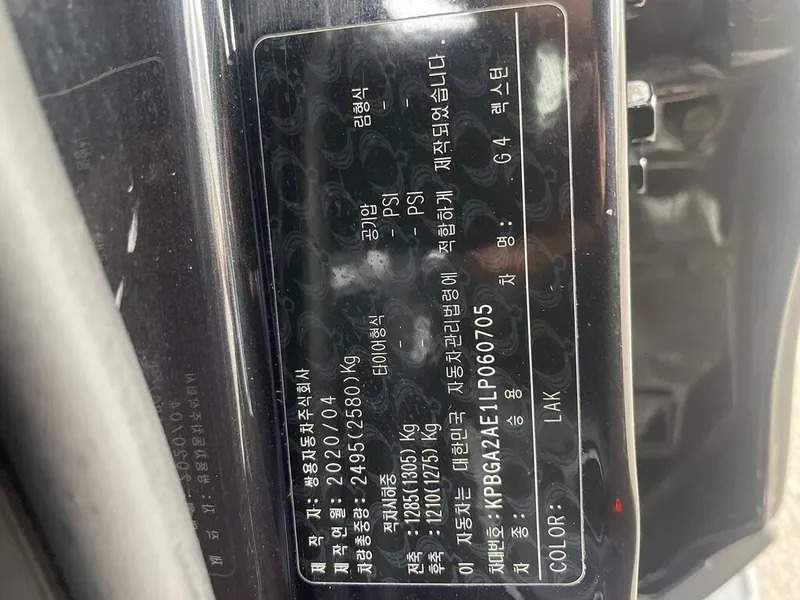 제 작 자 : 쌍용자동차주식회사
제작연월 : 2020/04
차량총중량: 2495(2580)Kg
적차시하중 타이어형식 공기압 림형식
전축 :1285(1305)Kg - - PSI -
후축 :1210(1275)Kg - - PSI -
이 자동차는 대한민국 자동차관리법령에 적합하게 제작되었습니다.
차대번호:KPBGA2AE1LP060705
차 종: 승용 차 명: G4 렉스턴
COLOR: LAK